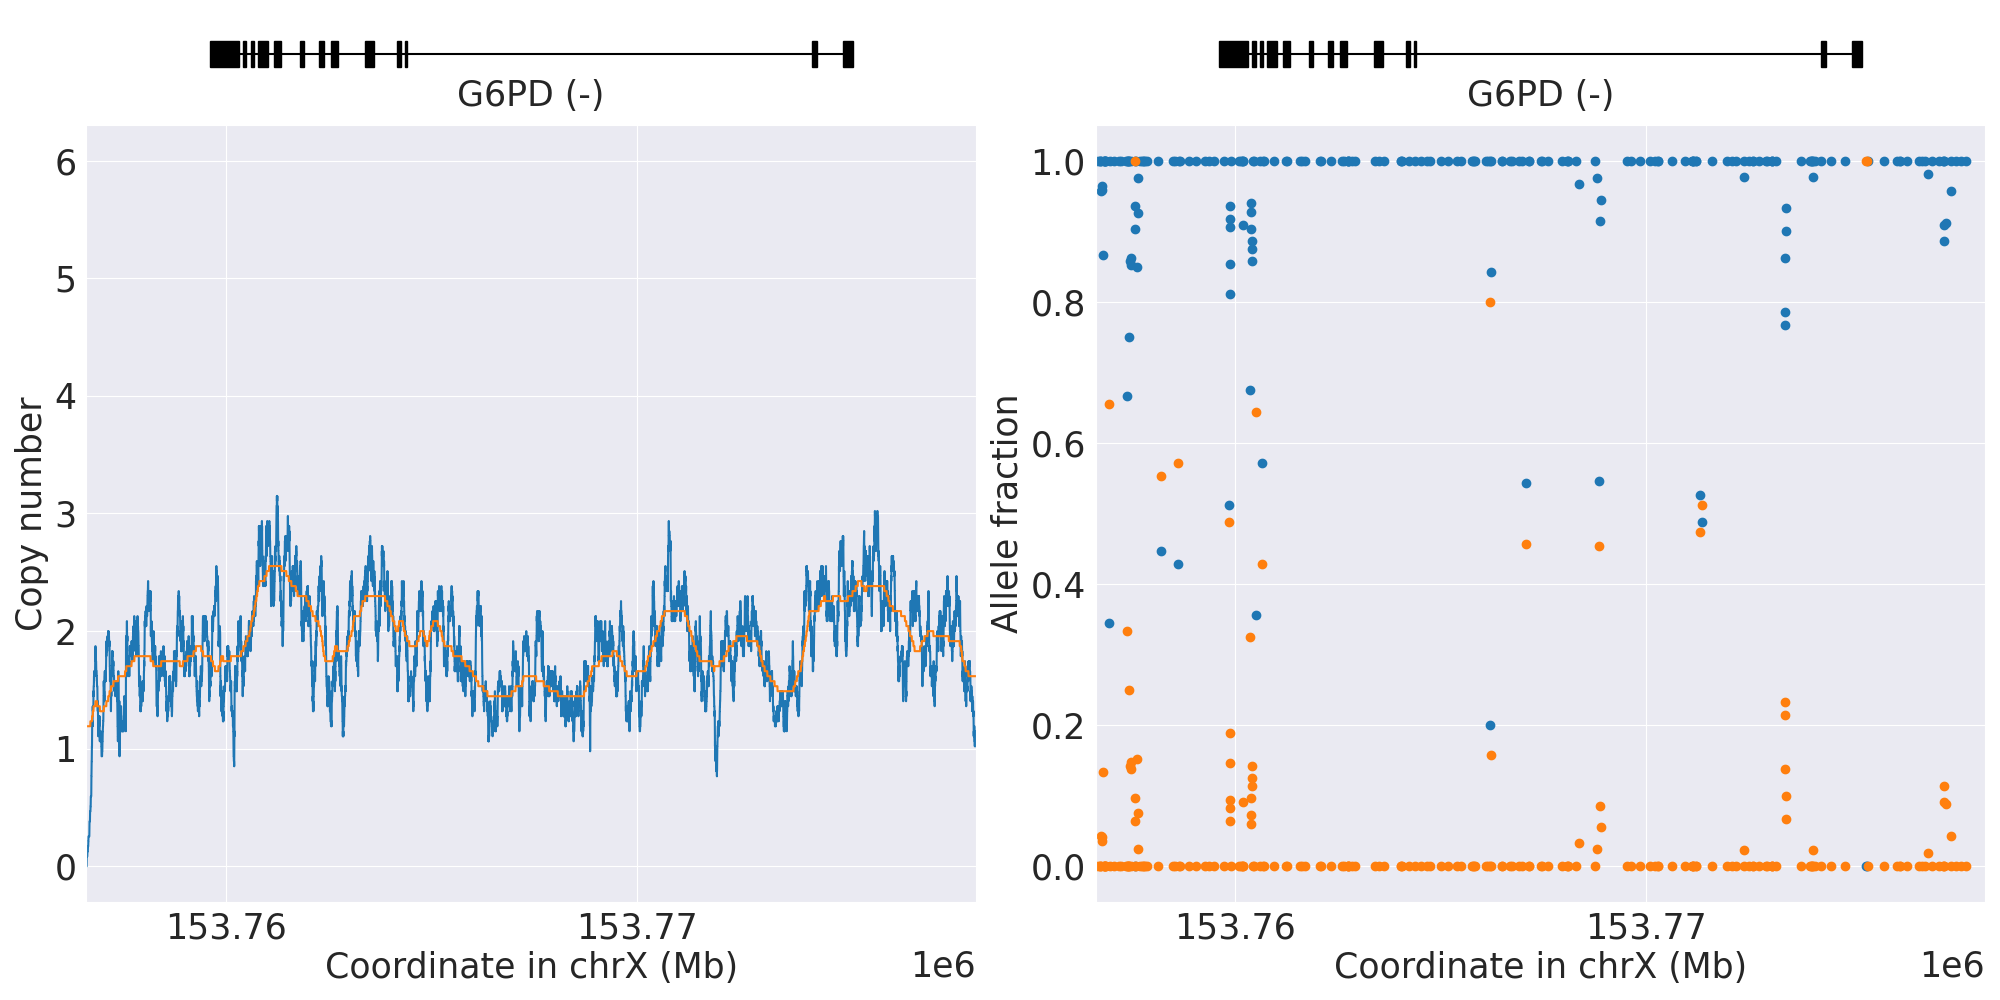 G6PD (-)
6
5
4
3
2
1
0
Copy number
153.76
153.77
Coordinate in chrX (Mb)
1e6
G6PD (-)
1.0
0.8
0.6
0.4
0.2
0.0
Allele fraction
153.76
153.77
Coordinate in chrX (Mb)
1e6